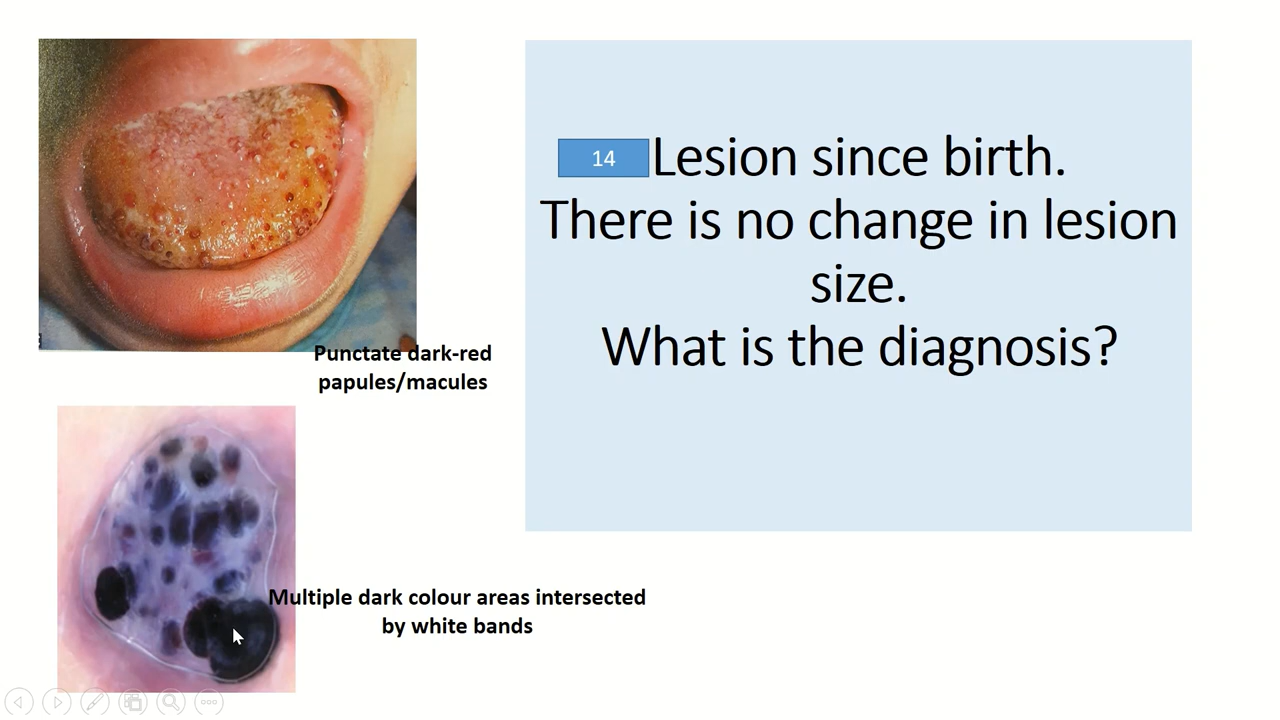 14 Lesion since birth.
There is no change in lesion
size.
What is the diagnosis?
Punctate dark-red
papules/macules
Multiple dark colour areas intersected
by white bands